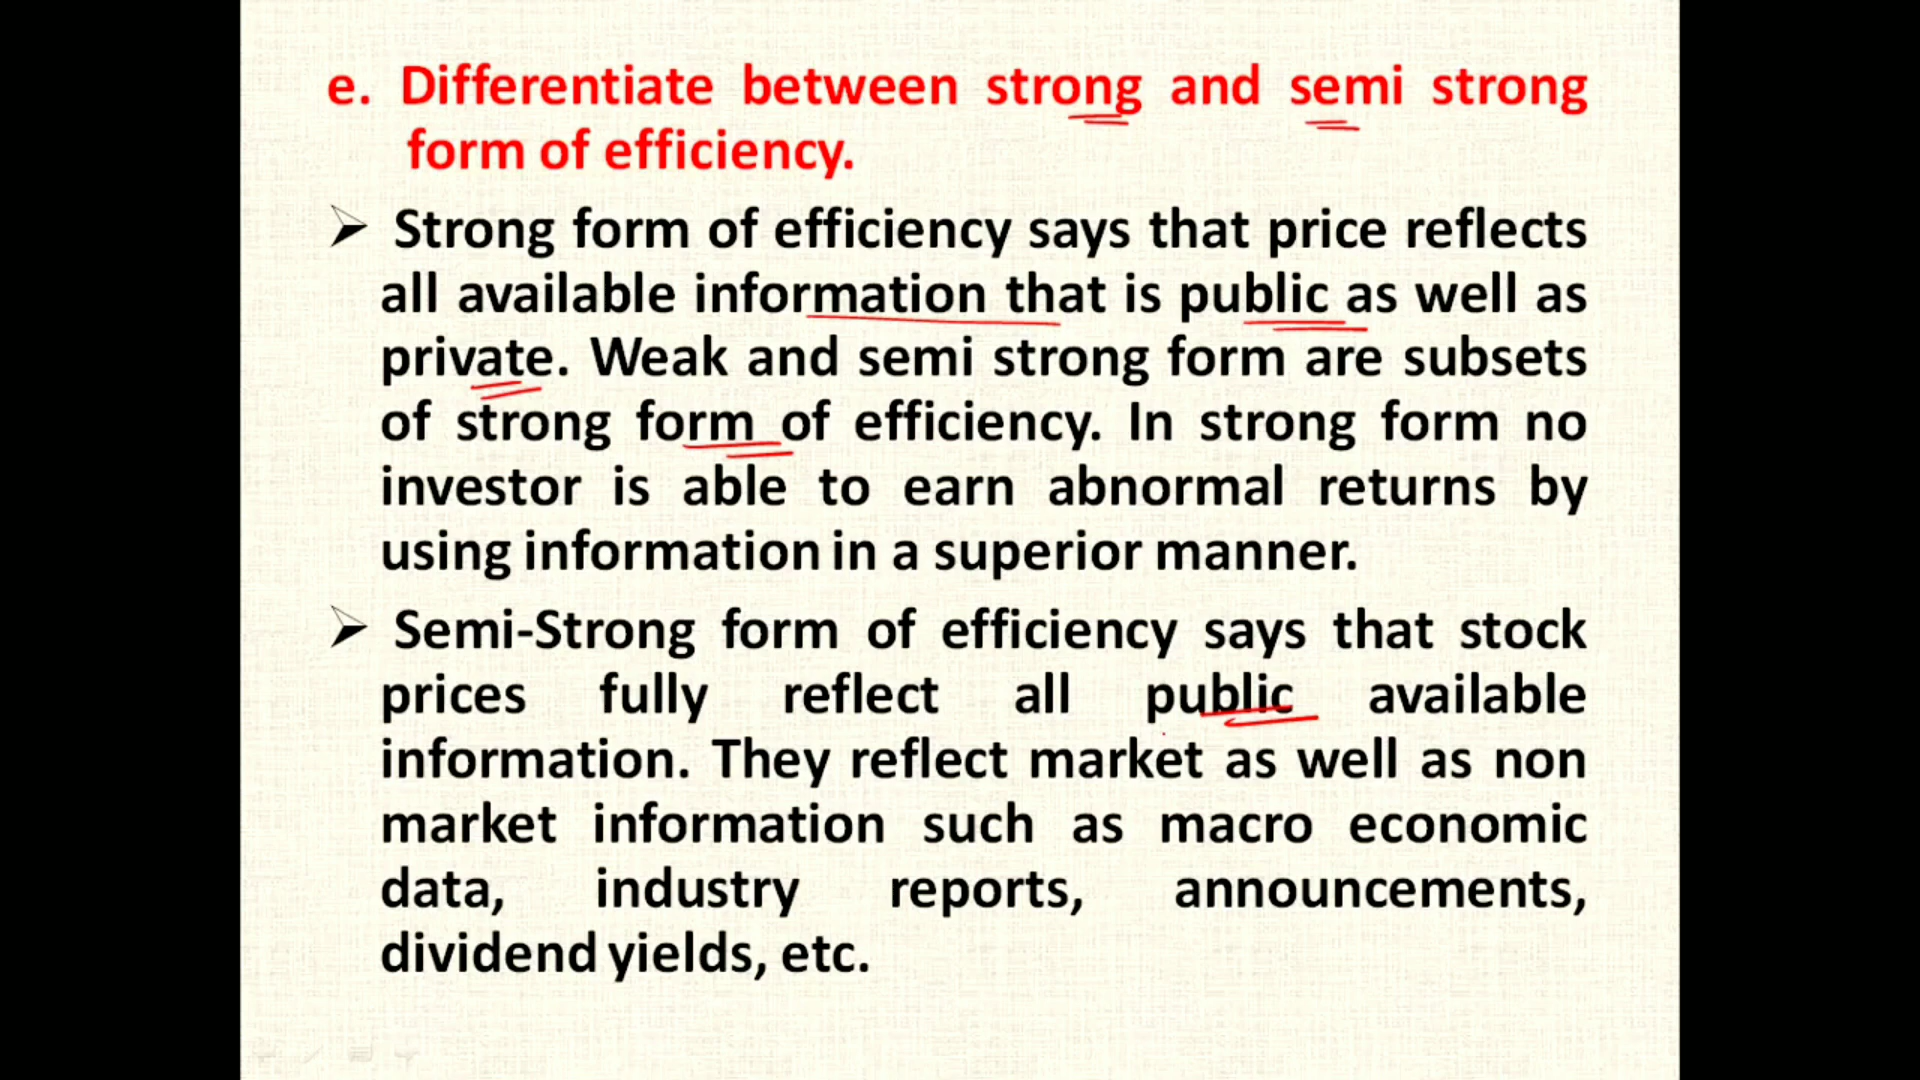 e. Differentiate between strong and semi strong
form of efficiency.
Strong form of efficiency says that price reflects
all available information that is public as well as
private. Weak and semi strong form are subsets
of strong form of efficiency. In strong form no
investor is able to earn abnormal returns by
using information in a superior manner.
Semi-Strong form of efficiency says that stock
prices fully reflect all public available
information. They reflect market as well as non
market information such as macro economic
data, industry reports, announcements,
dividend yields, etc.